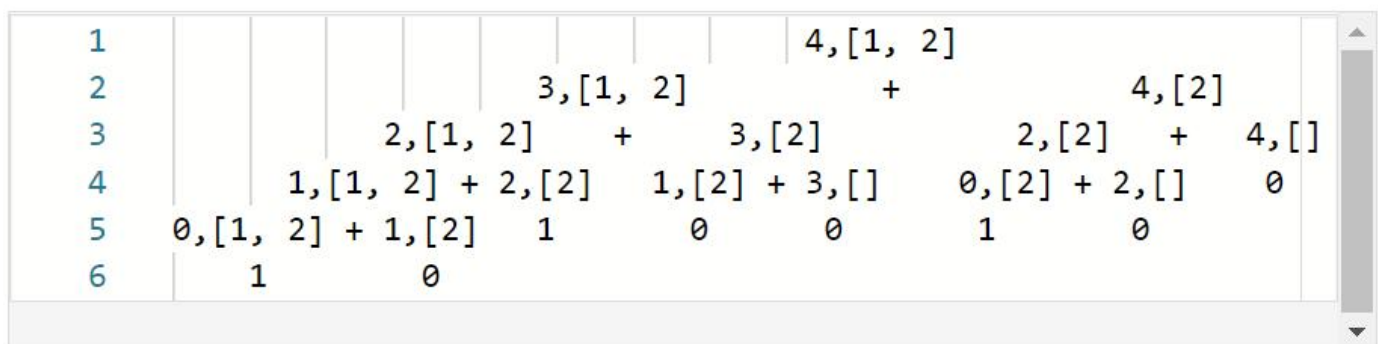 1 4,[1, 2]
2 3,[1, 2] + 4,[2]
3 2,[1, 2] + 3,[2] 2,[2] + 4,[]
4 1,[1, 2] + 2,[2] 1,[2] + 3,[] 0,[2] + 2,[] 0
5 0,[1, 2] + 1,[2] 1 0 0 1 0
6 1 0